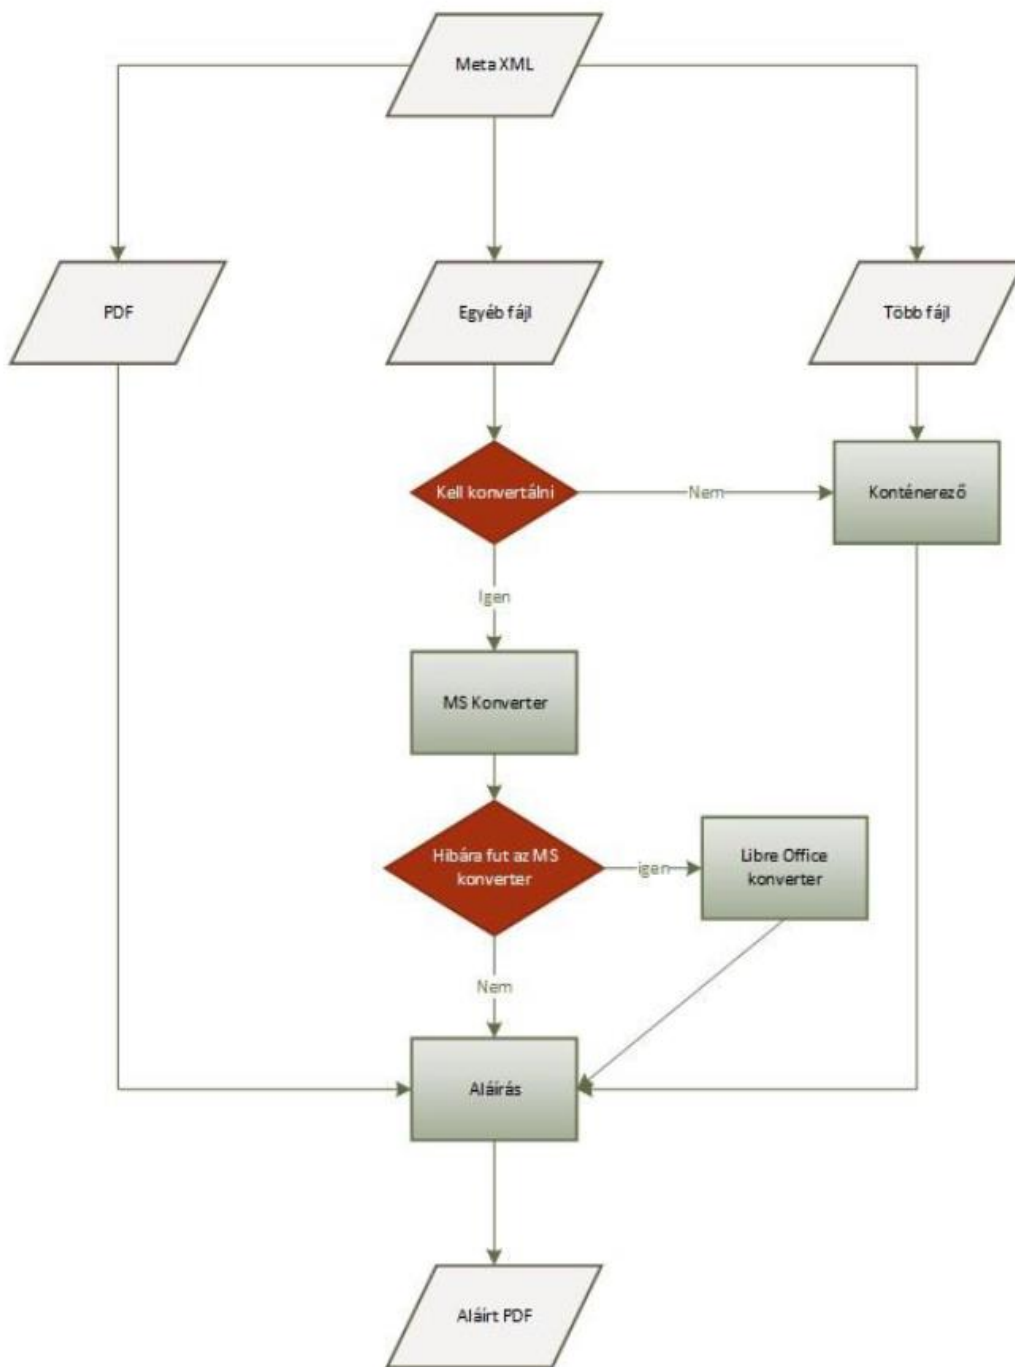 Meta XML
PDF
Egyéb fájl
Több fájl
Kell konvertálni
Nem
Konténerező
Igen
MS Konverter
Hibára fut az MS
konverter
igen
Libre Office
konverter
Nem
Aláírás
Aláírt PDF